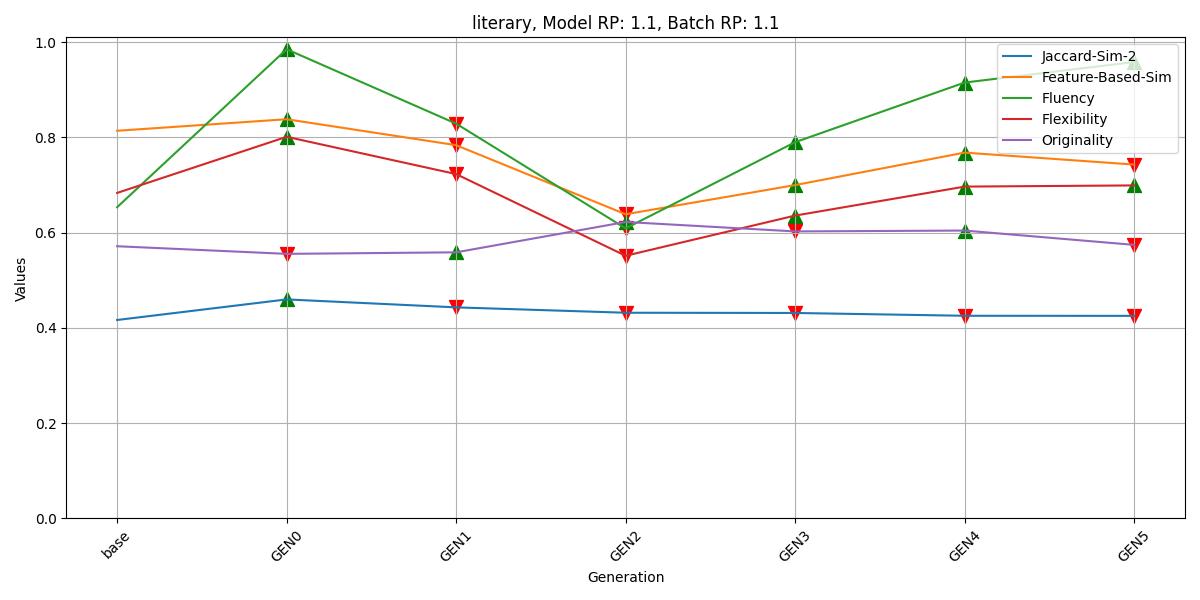 literary, Model RP: 1.1, Batch RP: 1.1
1.0
0.8
0.6
0.4
0.2
0.0
Values
Jaccard-Sim-2
Feature-Based-Sim
Fluency
Flexibility
Originality
base
GEN0
GEN1
GEN2
GEN3
GEN4
GEN5
Generation